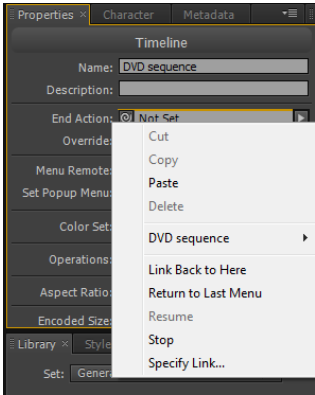 Properties × Character Metadata
Timeline
Name: DVD sequence
Description:
End Action: Not Set
Override:
Menu Remote:
Set Popup Menu:
Color Set:
Operations:
Aspect Ratio:
Encoded Size:
Cut
Copy
Paste
Delete
DVD sequence
Link Back to Here
Return to Last Menu
Resume
Stop
Specify Link...
Library ×
Set: